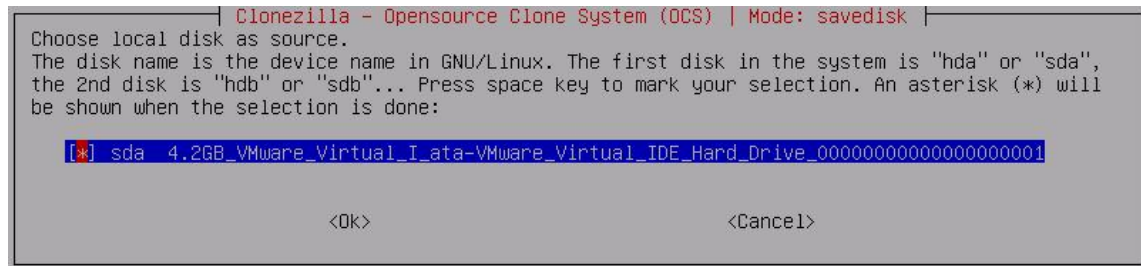 Clonezilla - Opensource Clone System (OCS) | Mode: savedisk
Choose local disk as source.
The disk name is the device name in GNU/Linux. The first disk in the system is "hda" or "sda",
the 2nd disk is "hdb" or "sdb"... Press space key to mark your selection. An asterisk (*) will
be shown when the selection is done:
[*] sda 4.2GB_VMware_Virtual_I_ata-VMware_Virtual_IDE_Hard_Drive_00000000000000000001
<Ok> <Cancel>